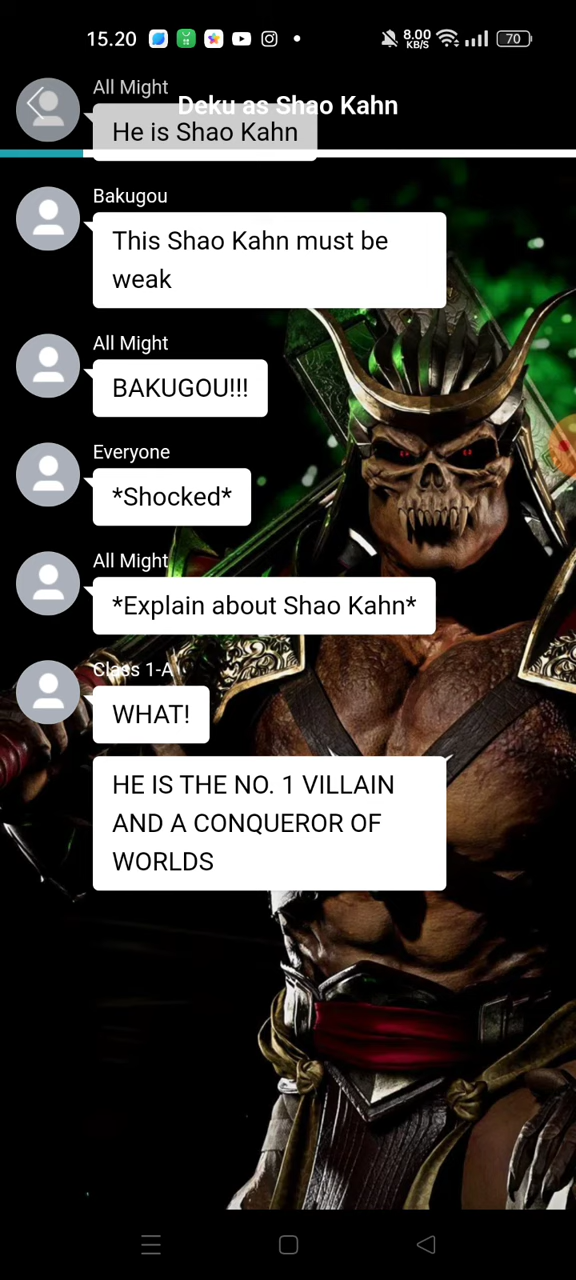 15.20
8.00
KB/S
70
All Might
Deku as Shao Kahn
He is Shao Kahn
Bakugou
This Shao Kahn must be
weak
All Might
BAKUGOU!!!
Everyone
*Shocked*
All Might
*Explain about Shao Kahn*
Class 1-A
WHAT!
HE IS THE NO. 1 VILLAIN
AND A CONQUEROR OF
WORLDS